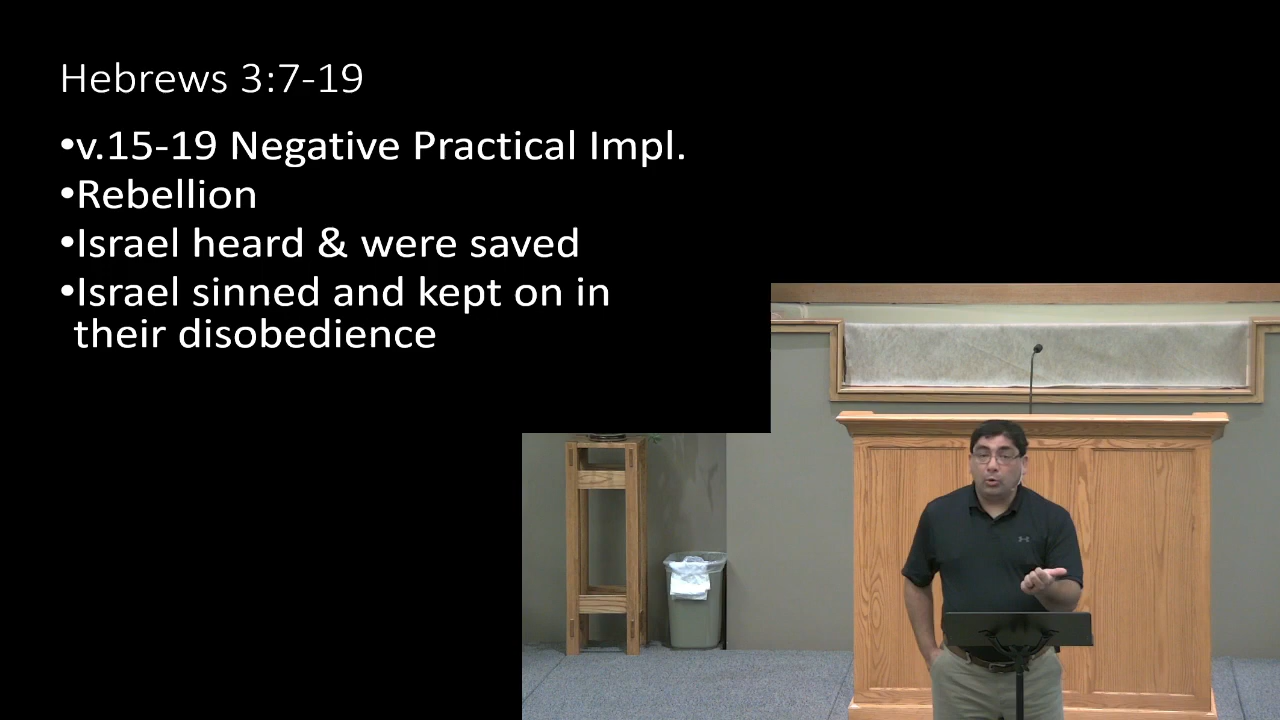 Hebrews 3:7-19
•v.15-19 Negative Practical Impl.
•Rebellion
•Israel heard & were saved
•Israel sinned and kept on in
their disobedience